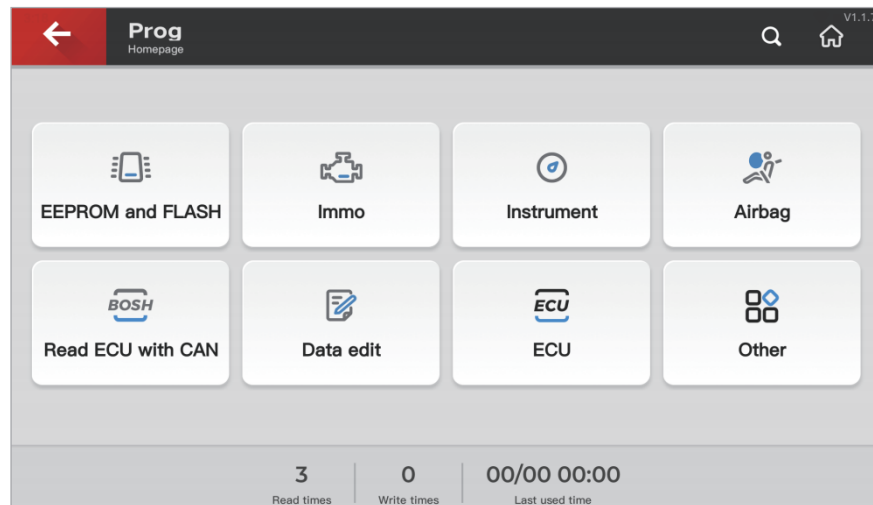 Prog
Homepage
V1.1.7
EEPROM and FLASH
Immo
Instrument
Airbag
BOSH
Read ECU with CAN
Data edit
ECU
ECU
Other
3
0
00/00 00:00
Read times
Write times
Last used time